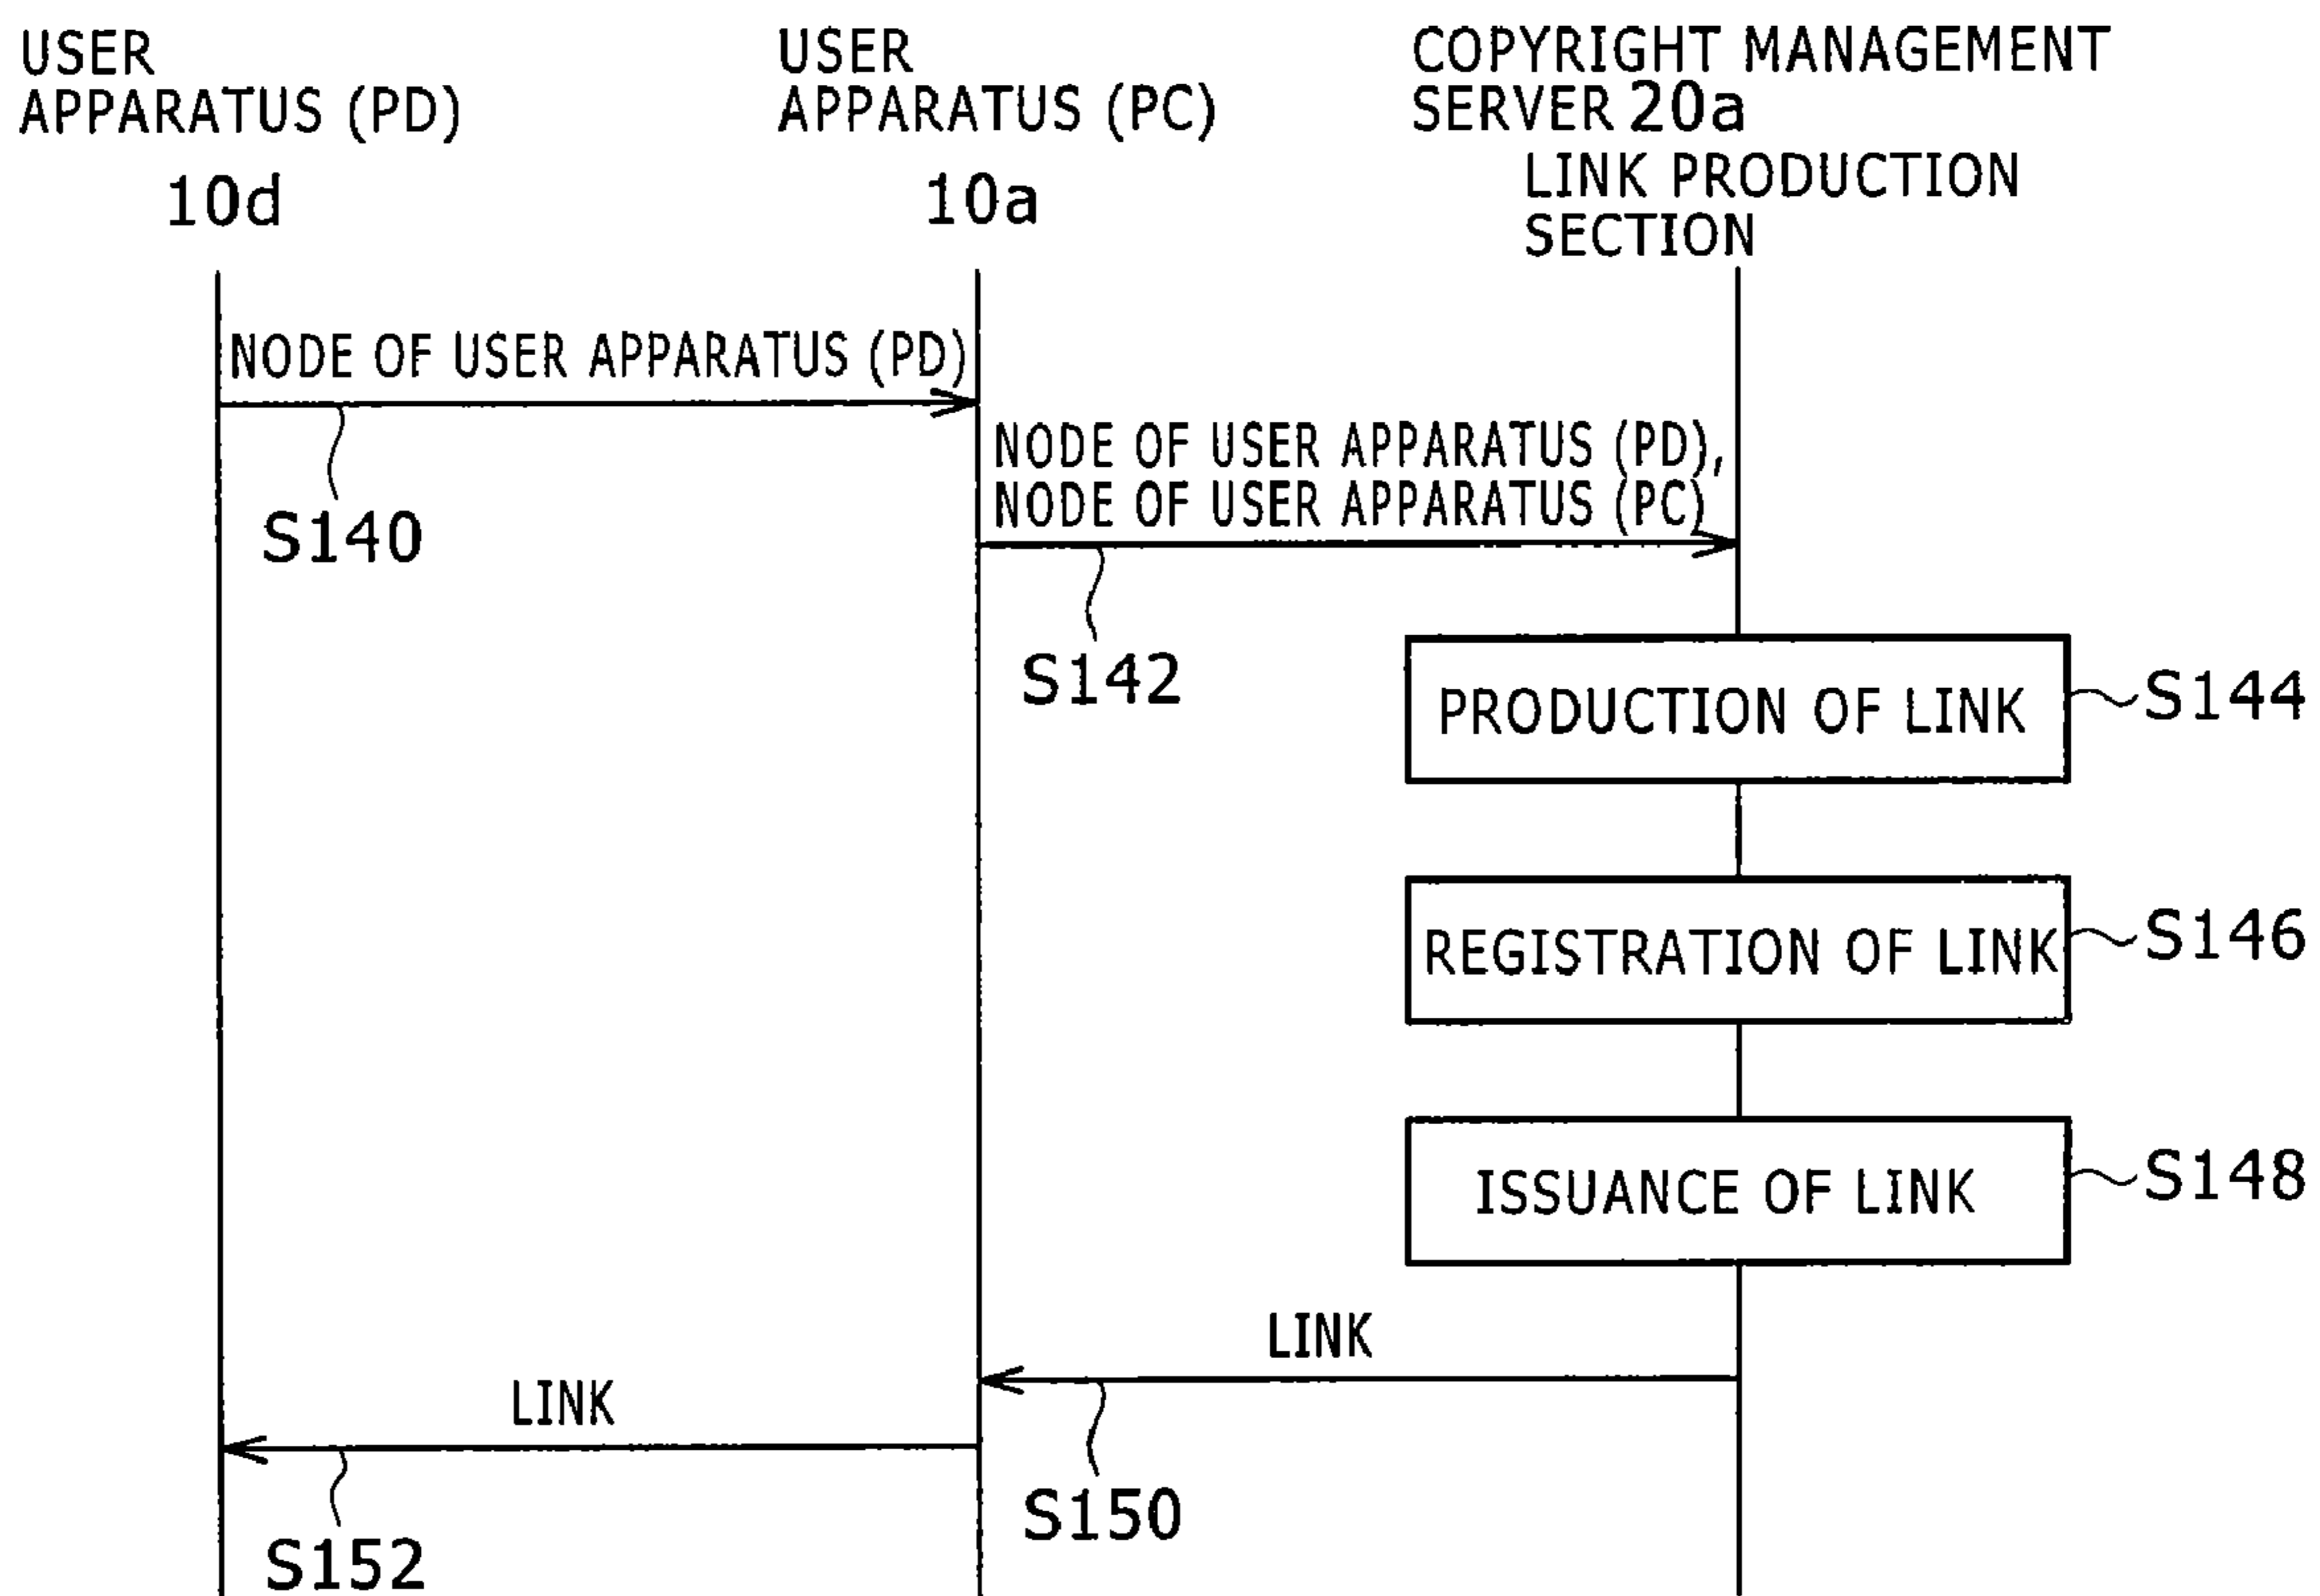 USER
APPARATUS (PD)
10d
USER
APPARATUS (PC)
10a
COPYRIGHT MANAGEMENT
SERVER 20a
LINK PRODUCTION
SECTION
NODE OF USER APPARATUS (PD)
S140
NODE OF USER APPARATUS (PD),
NODE OF USER APPARATUS (PC)
S142
PRODUCTION OF LINK
S144
REGISTRATION OF LINK
S146
ISSUANCE OF LINK
S148
LINK
S150
LINK
S152